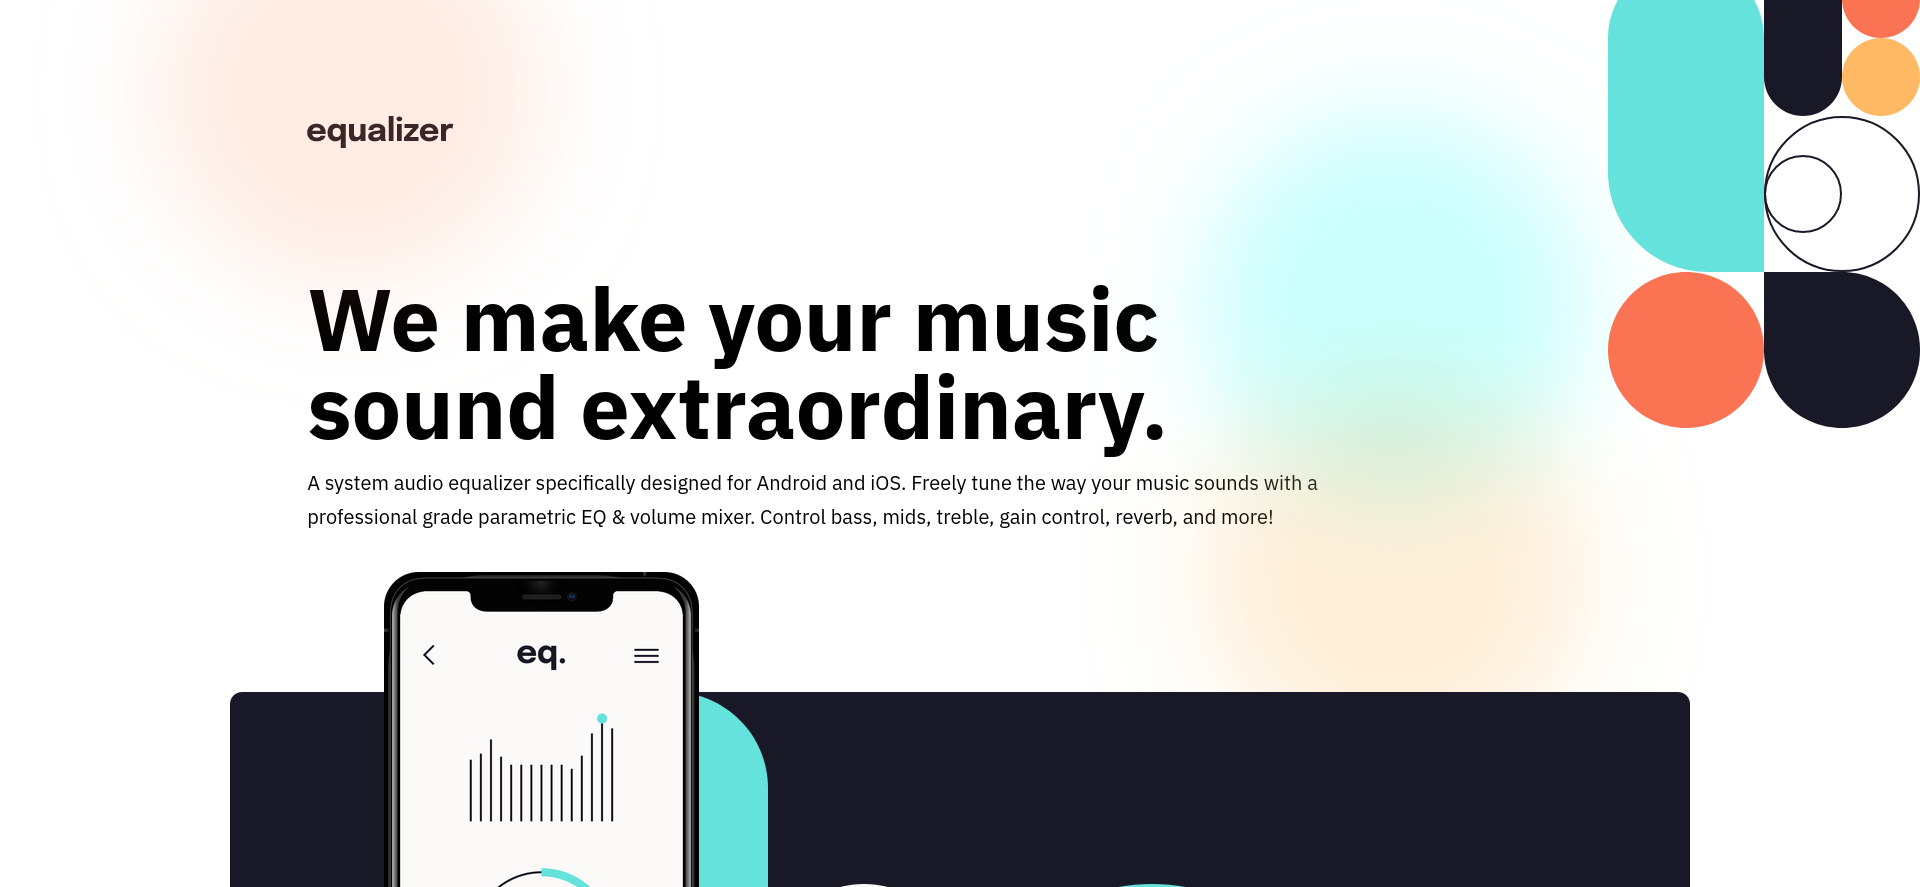 equalizer
We make your music
sound extraordinary.
A system audio equalizer specifically designed for Android and iOS. Freely tune the way your music sounds with a
professional grade parametric EQ & volume mixer. Control bass, mids, treble, gain control, reverb, and more!
eq.